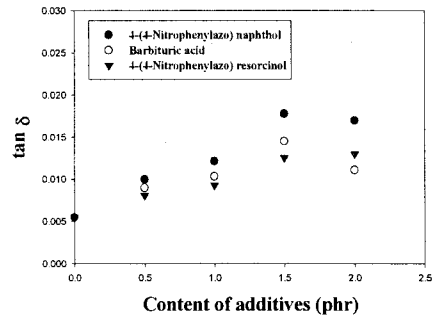 0.030
4-(4-Nitrophenylazo) naphthol
Barbituric acid
4-(4-Nitrophenylazo) resorcinol
0.025
0.020
tan δ
0.015
0.010
0.005
0.000
0.0 0.5 1.0 1.5 2.0 2.5
Content of additives (phr)